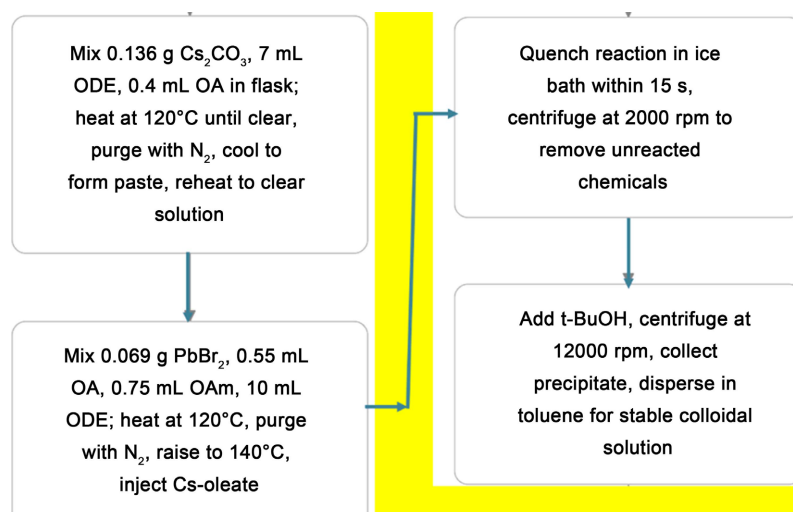 Mix 0.136 g Cs₂CO₃, 7 mL
ODE, 0.4 mL OA in flask;
heat at 120°C until clear,
purge with N₂, cool to
form paste, reheat to clear
solution
Mix 0.069 g PbBr₂, 0.55 mL
OA, 0.75 mL OAm, 10 mL
ODE; heat at 120°C, purge
with N₂, raise to 140°C,
inject Cs-oleate
Quench reaction in ice
bath within 15 s,
centrifuge at 2000 rpm to
remove unreacted
chemicals
Add t-BuOH, centrifuge at
12000 rpm, collect
precipitate, disperse in
toluene for stable colloidal
solution